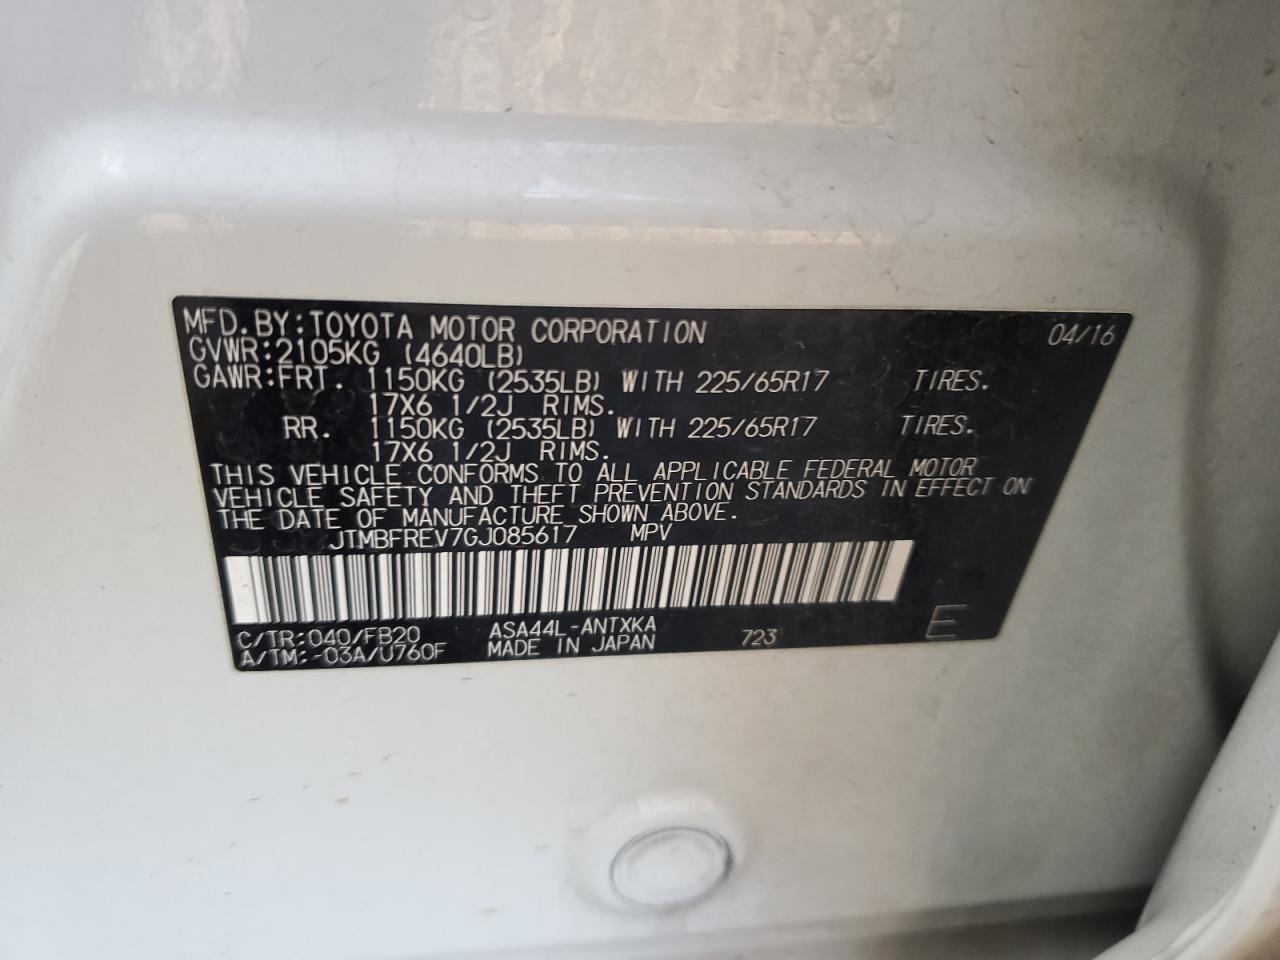 MFD.BY:TOYOTA MOTOR CORPORATION 04/16
GVWR:2105KG (4640LB)
GAWR:FRT. 1150KG (2535LB) WITH 225/65R17 TIRES.
17X6 1/2J RIMS.
RR. 1150KG (2535LB) WITH 225/65R17 TIRES.
17X6 1/2J RIMS.
THIS VEHICLE CONFORMS TO ALL APPLICABLE FEDERAL MOTOR
VEHICLE SAFETY AND THEFT PREVENTION STANDARDS IN EFFECT ON
THE DATE OF MANUFACTURE SHOWN ABOVE.
JTMBFREV7GJ085617 MPV
C/TR:040/FB20 ASA44L-ANTXKA 723 E
A/TM:-03A/U760F MADE IN JAPAN